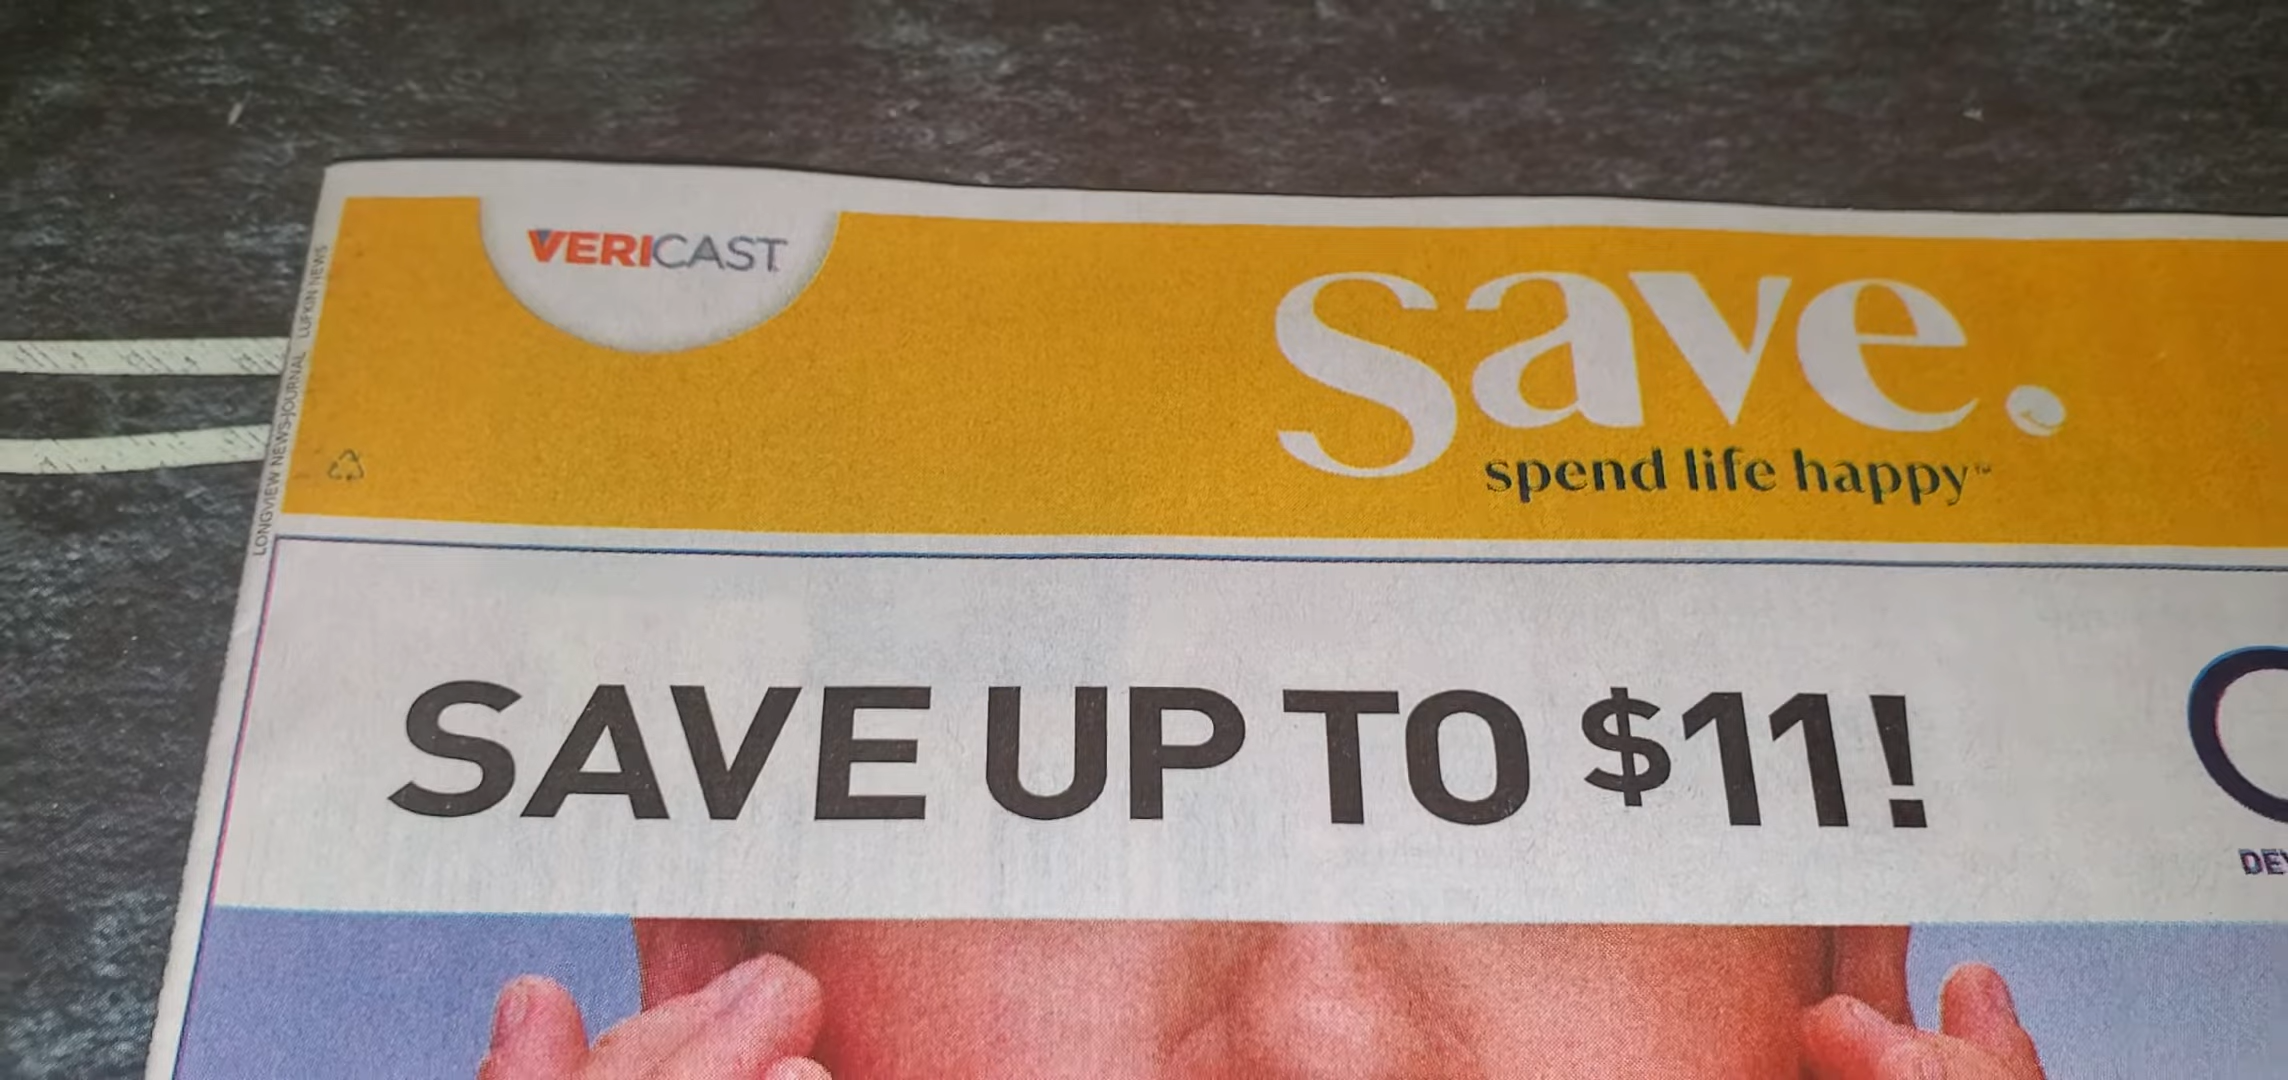 VERICAST
save.
spend life happy™
LONGVIEW NEWS-JOURNAL LUFKIN NEWS
SAVE UP TO $11!